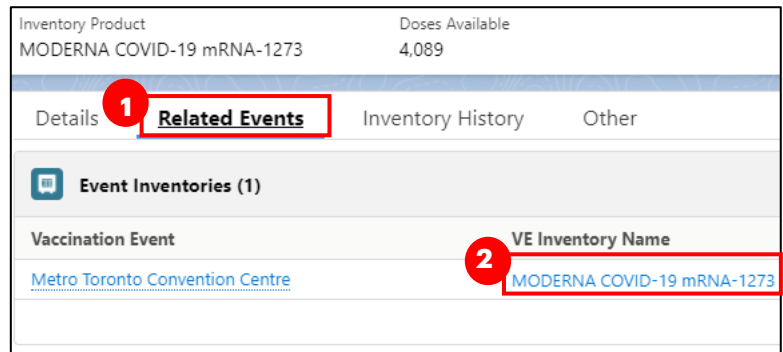 Inventory Product Doses Available
MODERNA COVID-19 mRNA-1273 4,089
1
Details Related Events Inventory History Other
Event Inventories (1)
Vaccination Event VE Inventory Name
2
Metro Toronto Convention Centre MODERNA COVID-19 mRNA-1273